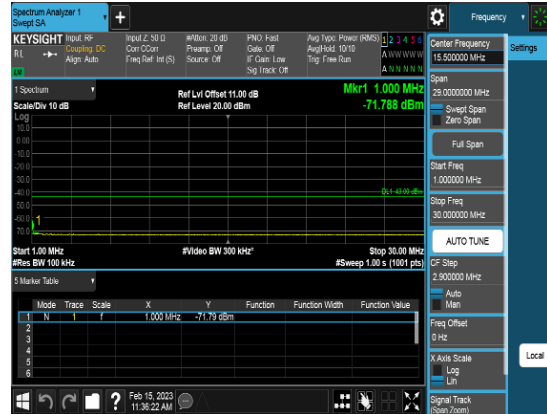 Spectrum Analyzer 1
Swept SA
Frequency
KEYSIGHT Input: RF Input Z: 50 Ω #Atten: 20 dB PNO: Fast Avg Type: Power (RMS) 1 2 3 4 5 6
RL Coupling: DC Corr CCorr Preamp: Off Gate: Off Avg|Hold: 10/10
Align: Auto Freq Ref: Int (S) Source: Off IF Gain: Low Trig: Free Run
Sig Track: Off A N N N N N
LXI
1 Spectrum
Scale/Div 10 dB
Ref Lvl Offset 11.00 dB
Ref Level 20.00 dBm
Mkr1 1.000 MHz
-71.788 dBm
Log
10.0
0.00
-10.0
-20.0
-30.0
-40.0
DL1 -43.00 dBm
-50.0
-60.0
1
-70.0
Start 1.00 MHz #Video BW 300 kHz* Stop 30.00 MHz
#Res BW 100 kHz #Sweep 1.00 s (1001 pts)
5 Marker Table
Mode Trace Scale X Y Function Function Width Function Value
1 N 1 f 1.000 MHz -71.79 dBm
2
3
4
5
6
Feb 15, 2023
11:36:22 AM
Center Frequency
15.500000 MHz
Settings
Span
29.0000000 MHz
Swept Span
Zero Span
Full Span
Start Freq
1.000000 MHz
Stop Freq
30.000000 MHz
AUTO TUNE
CF Step
2.900000 MHz
Auto
Man
Freq Offset
0 Hz
X Axis Scale
Log
Lin
Local
Signal Track
(Span Zoom)